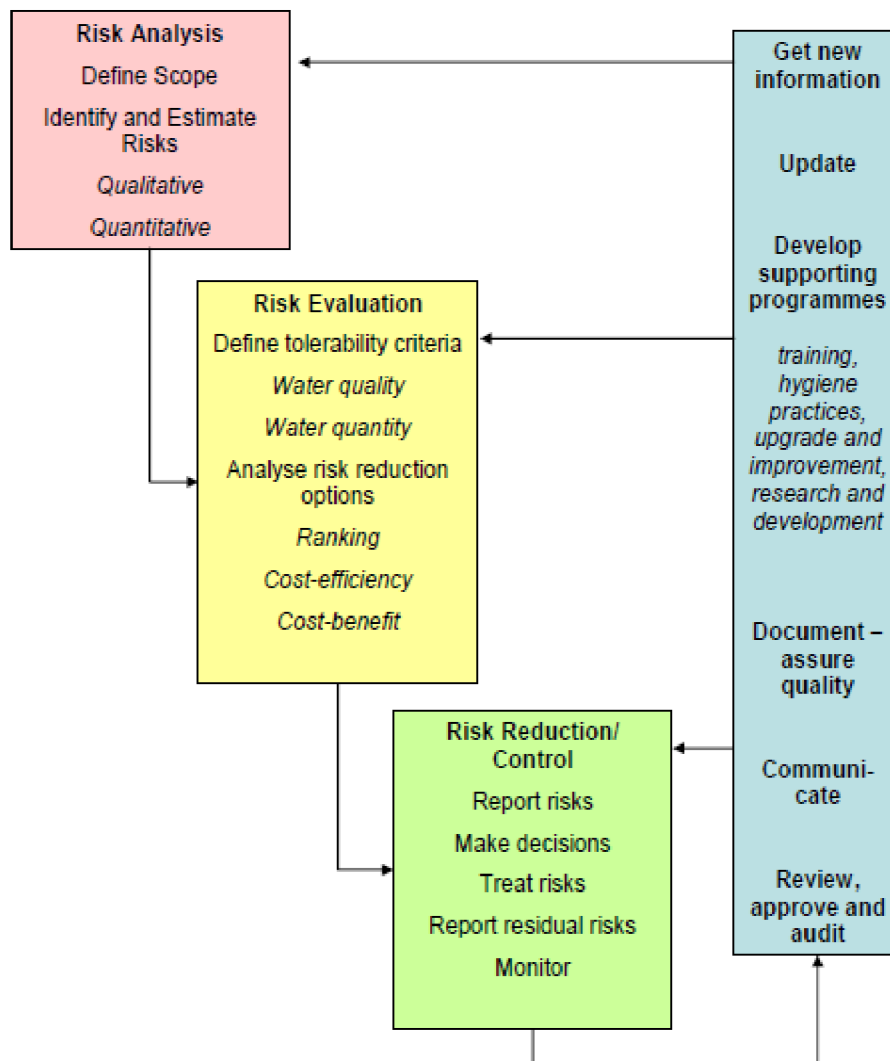 Risk Analysis
Define Scope
Identify and Estimate
Risks
Qualitative
Quantitative
Risk Evaluation
Define tolerability criteria
Water quality
Water quantity
Analyse risk reduction
options
Ranking
Cost-efficiency
Cost-benefit
Risk Reduction/
Control
Report risks
Make decisions
Treat risks
Report residual risks
Monitor
Get new
information
Update
Develop
supporting
programmes
training,
hygiene
practices,
upgrade and
improvement,
research and
development
Document –
assure
quality
Communi-
cate
Review,
approve and
audit